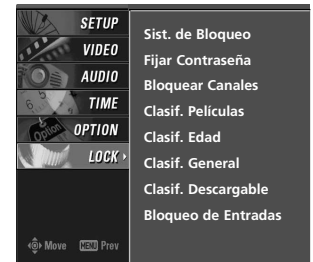 SETUP
VIDEO
AUDIO
TIME
OPTION
LOCK
Move MENU Prev
Sist. de Bloqueo
Fijar Contraseña
Bloquear Canales
Clasif. Películas
Clasif. Edad
Clasif. General
Clasif. Descargable
Bloqueo de Entradas